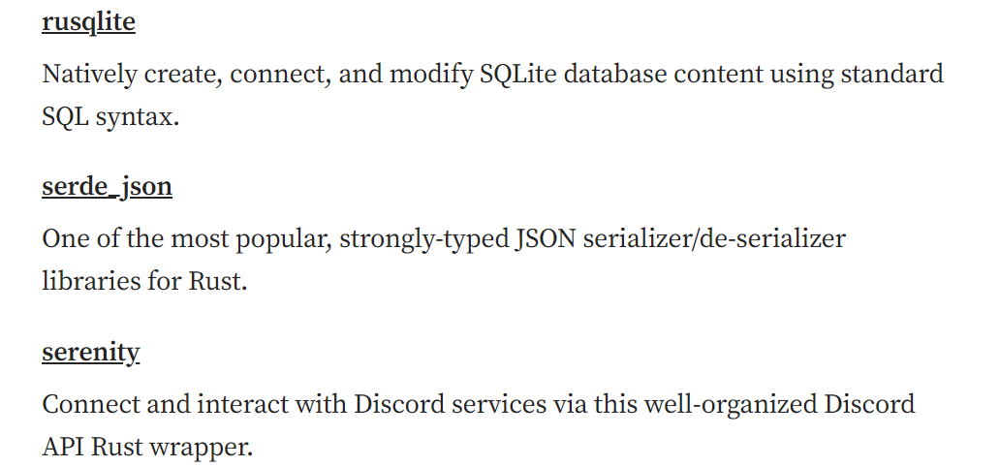 rusqlite
Natively create, connect, and modify SQLite database content using standard
SQL syntax.
serde_json
One of the most popular, strongly-typed JSON serializer/de-serializer
libraries for Rust.
serenity
Connect and interact with Discord services via this well-organized Discord
API Rust wrapper.